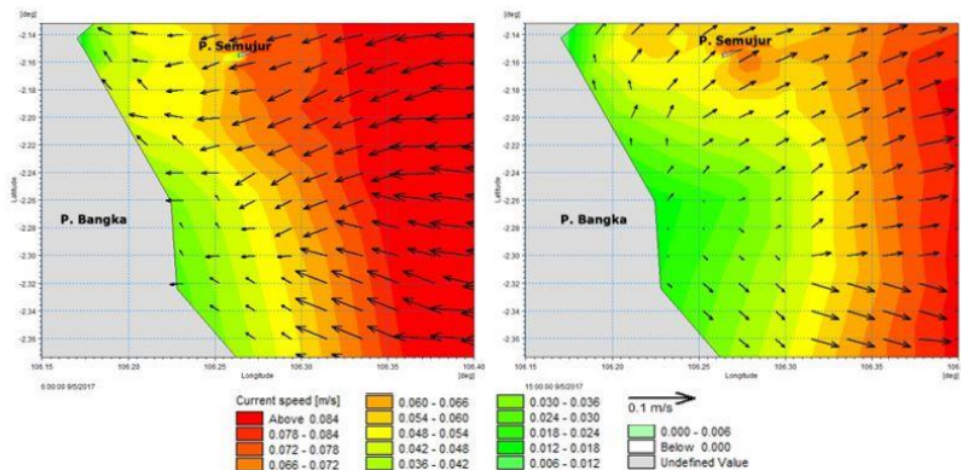 [deg]
-2.14
-2.16
-2.18
-2.20
-2.22
-2.24
-2.26
-2.28
-2.30
-2.32
-2.34
-2.36
Latitude
P. Semujur
P. Bangka
106.15
106.20
106.25
106.30
106.35
106.40
Longitude
[deg]
6:00:00 9/5/2017
[deg]
-2.14
-2.16
-2.18
-2.20
-2.22
-2.24
-2.26
-2.28
-2.30
-2.32
-2.34
-2.36
Latitude
P. Semujur
P. Bangka
106.15
106.20
106.25
106.30
106.35
Longitude
[deg]
15:00:00 9/5/2017
Current speed [m/s]
Above 0.084
0.078 - 0.084
0.072 - 0.078
0.066 - 0.072
0.060 - 0.066
0.054 - 0.060
0.048 - 0.054
0.042 - 0.048
0.036 - 0.042
0.030 - 0.036
0.024 - 0.030
0.018 - 0.024
0.012 - 0.018
0.006 - 0.012
0.1 m/s
0.000 - 0.006
Below 0.000
Undefined Value